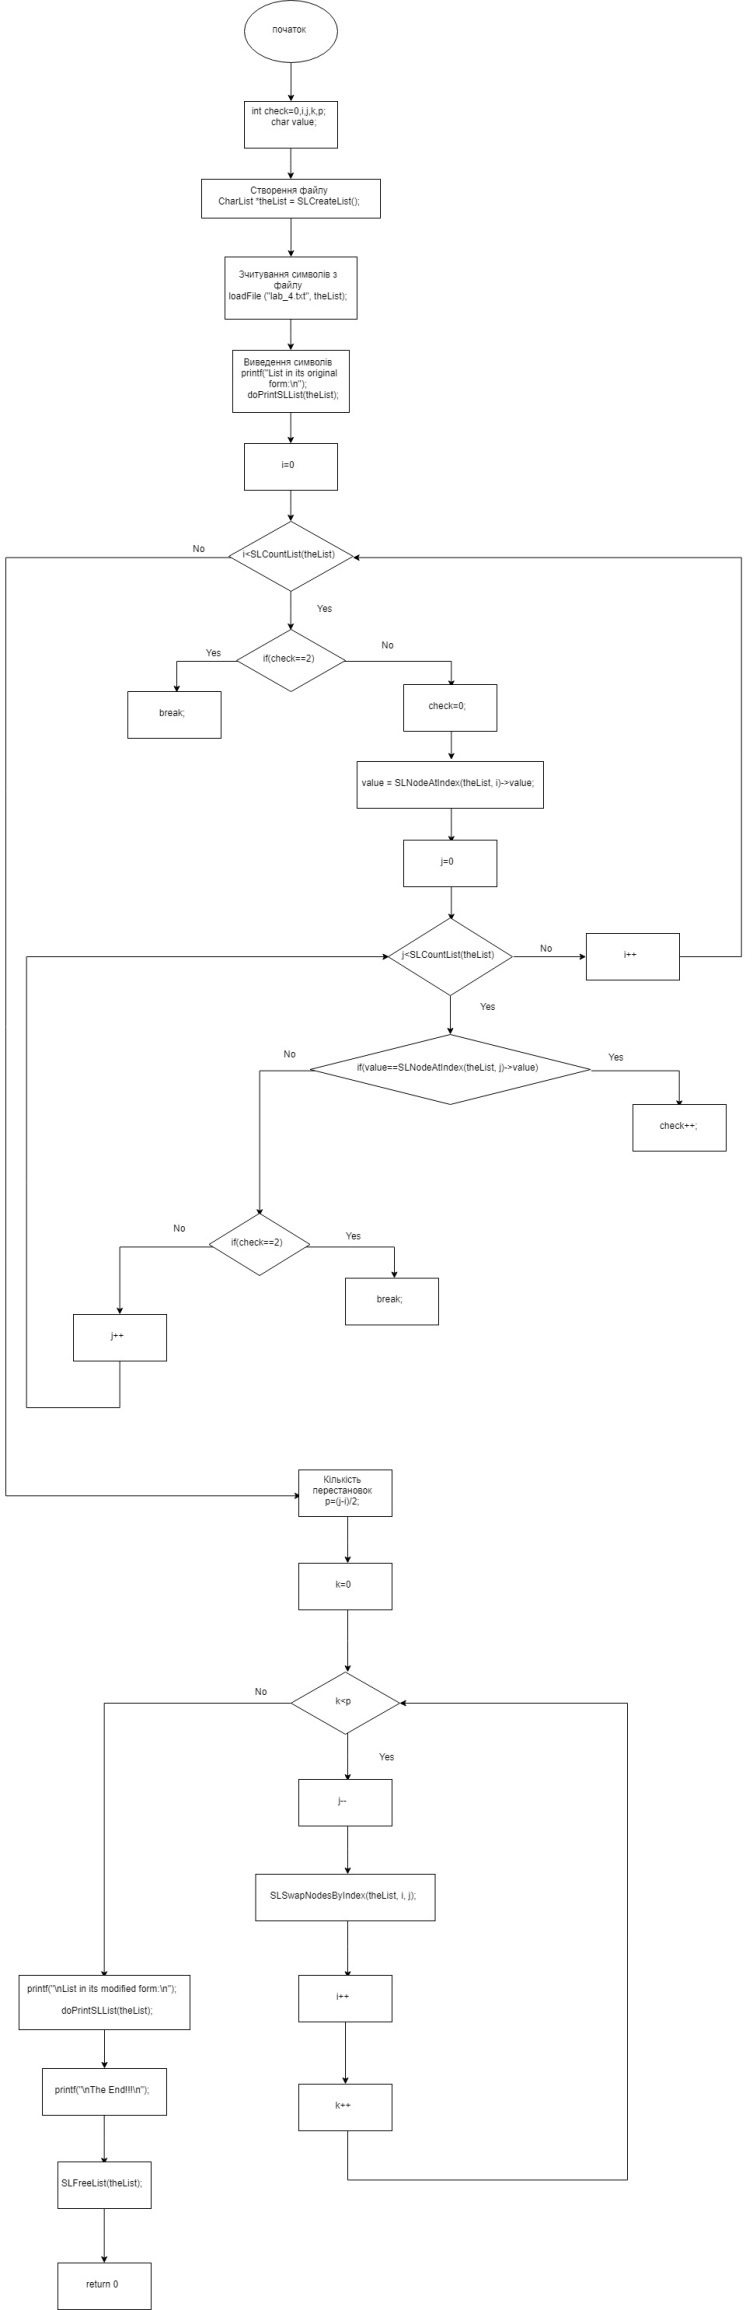 початок
int check=0,i,j,k,p;
char value;
Створення файлу
CharList *theList = SLCreateList();
Зчитування символів з
файлу
loadFile ("lab_4.txt", theList);
Виведення символів
printf("List in its original
form:\n");
doPrintSLList(theList);
i=0
i<SLCountList(theList)
No
Yes
if(check==2)
Yes
No
break;
check=0;
value = SLNodeAtIndex(theList, i)->value;
j=0
j<SLCountList(theList)
No
i++
Yes
if(value==SLNodeAtIndex(theList, j)->value)
No
Yes
check++;
if(check==2)
No
Yes
break;
j++
Кількість
перестановок
p=(j-i)/2;
k=0
k<p
No
Yes
j--
SLSwapNodesByIndex(theList, i, j);
i++
k++
printf("\nList in its modified form:\n");
doPrintSLList(theList);
printf("\nThe End!!!\n");
SLFreeList(theList);
return 0